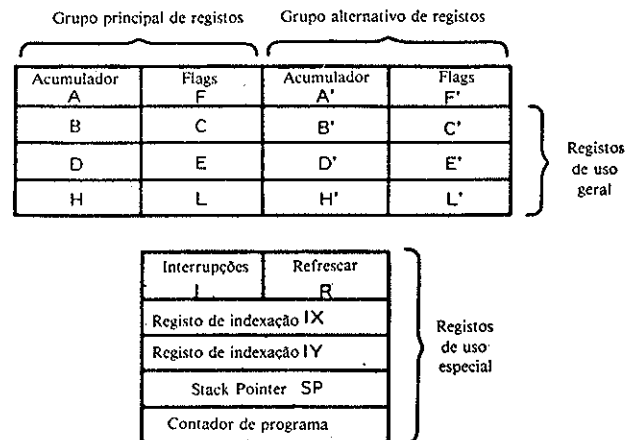 Grupo principal de registos Grupo alternativo de registos
Acumulador Flags Acumulador Flags
A F A' F'
B C B' C'
D E D' E'
H L H' L'
Registos
de uso
geral
Interrupções Refrescar
I R
Registo de indexação IX
Registo de indexação IY
Stack Pointer SP
Contador de programa
Registos
de uso
especial